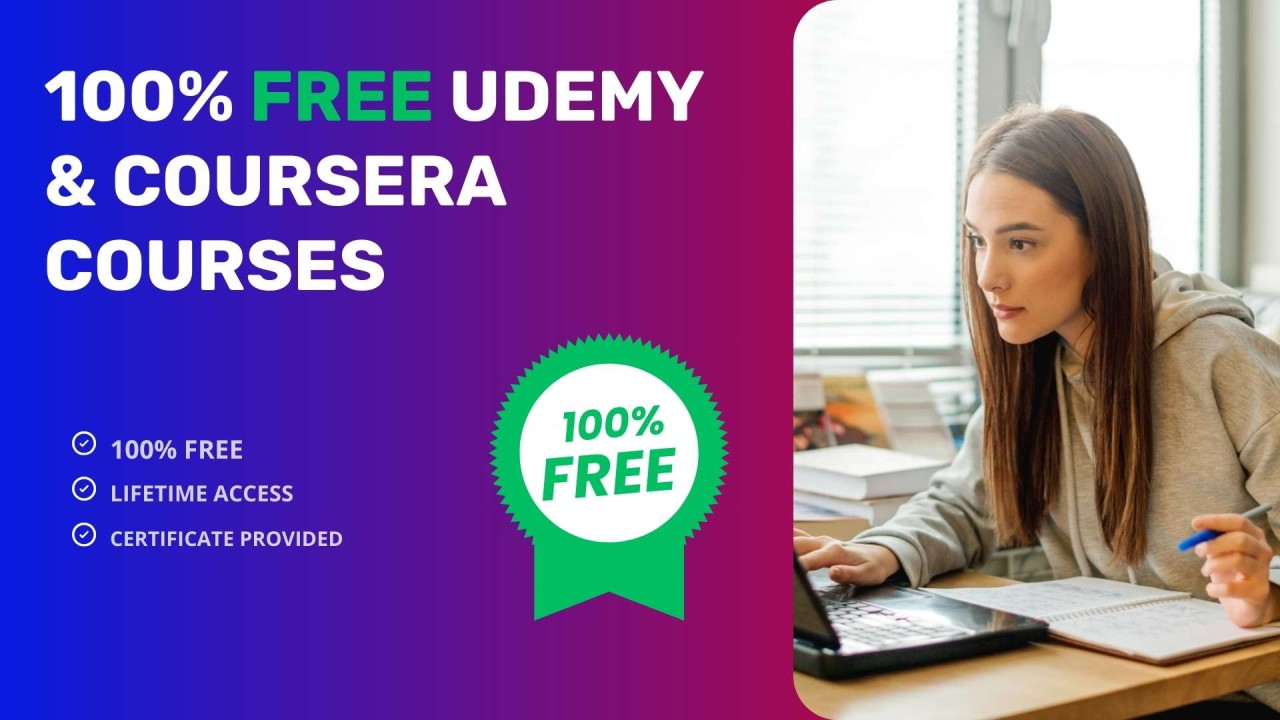 100% FREE UDEMY
& COURSERA
COURSES
100% FREE
LIFETIME ACCESS
CERTIFICATE PROVIDED
100%
FREE